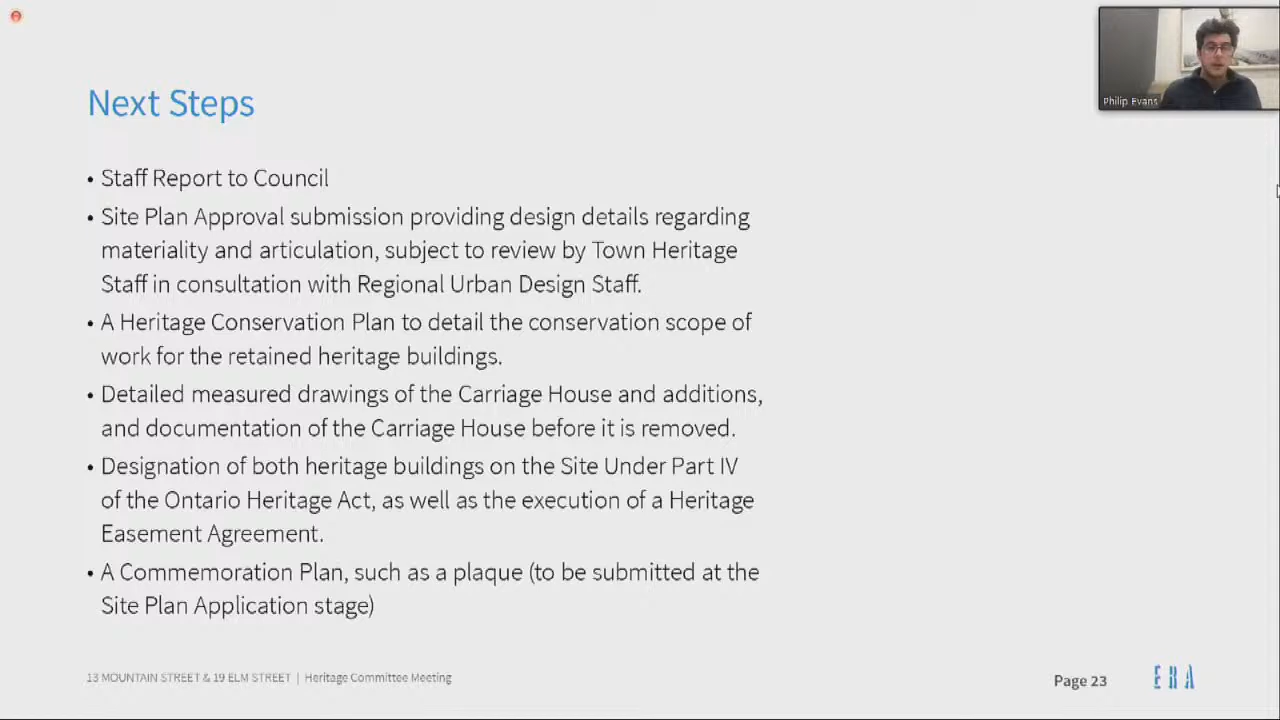 Philip Evans
Next Steps
• Staff Report to Council
• Site Plan Approval submission providing design details regarding
materiality and articulation, subject to review by Town Heritage
Staff in consultation with Regional Urban Design Staff.
• A Heritage Conservation Plan to detail the conservation scope of
work for the retained heritage buildings.
• Detailed measured drawings of the Carriage House and additions,
and documentation of the Carriage House before it is removed.
• Designation of both heritage buildings on the Site Under Part IV
of the Ontario Heritage Act, as well as the execution of a Heritage
Easement Agreement.
• A Commemoration Plan, such as a plaque (to be submitted at the
Site Plan Application stage)
13 MOUNTAIN STREET & 19 ELM STREET | Heritage Committee Meeting
Page 23
ERA